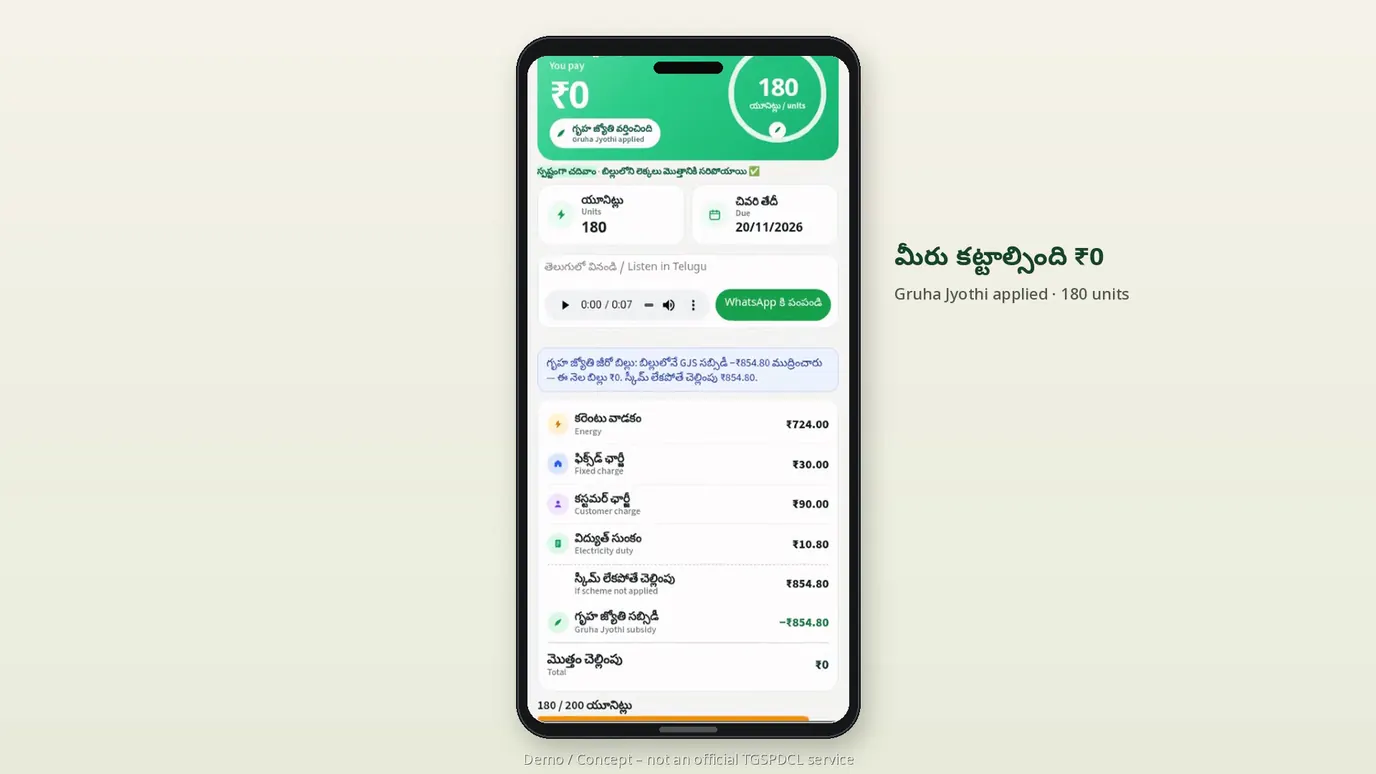 You pay
₹0
180
యూనిట్లు / units
గృహ జ్యోతి వర్తించింది
Gruha Jyothi applied
స్పష్టంగా చదివాం · బిల్లులోని లెక్కలు మొత్తానికి సరిపోయాయి ✅
యూనిట్లు
Units
180
చివరి తేదీ
Due
20/11/2026
తెలుగులో వినండి / Listen in Telugu
0:00 / 0:07
WhatsApp కి పంపండి
గృహ జ్యోతి జీరో బిల్లు: బిల్లులోనే GJS సబ్సిడీ −₹854.80 ముద్రించారు
— ఈ నెల బిల్లు ₹0. స్కీమ్ లేకపోతే చెల్లింపు ₹854.80.
కరెంటు వాడకం
Energy
₹724.00
ఫిక్స్‌డ్ ఛార్జీ
Fixed charge
₹30.00
కస్టమర్ ఛార్జీ
Customer charge
₹90.00
విద్యుత్ సుంకం
Electricity duty
₹10.80
స్కీమ్ లేకపోతే చెల్లింపు
If scheme not applied
₹854.80
గృహ జ్యోతి సబ్సిడీ
Gruha Jyothi subsidy
−₹854.80
మొత్తం చెల్లింపు
Total
₹0
180 / 200 యూనిట్లు
మీరు కట్టాల్సింది ₹0
Gruha Jyothi applied · 180 units
Demo / Concept – not an official TGSPDCL service